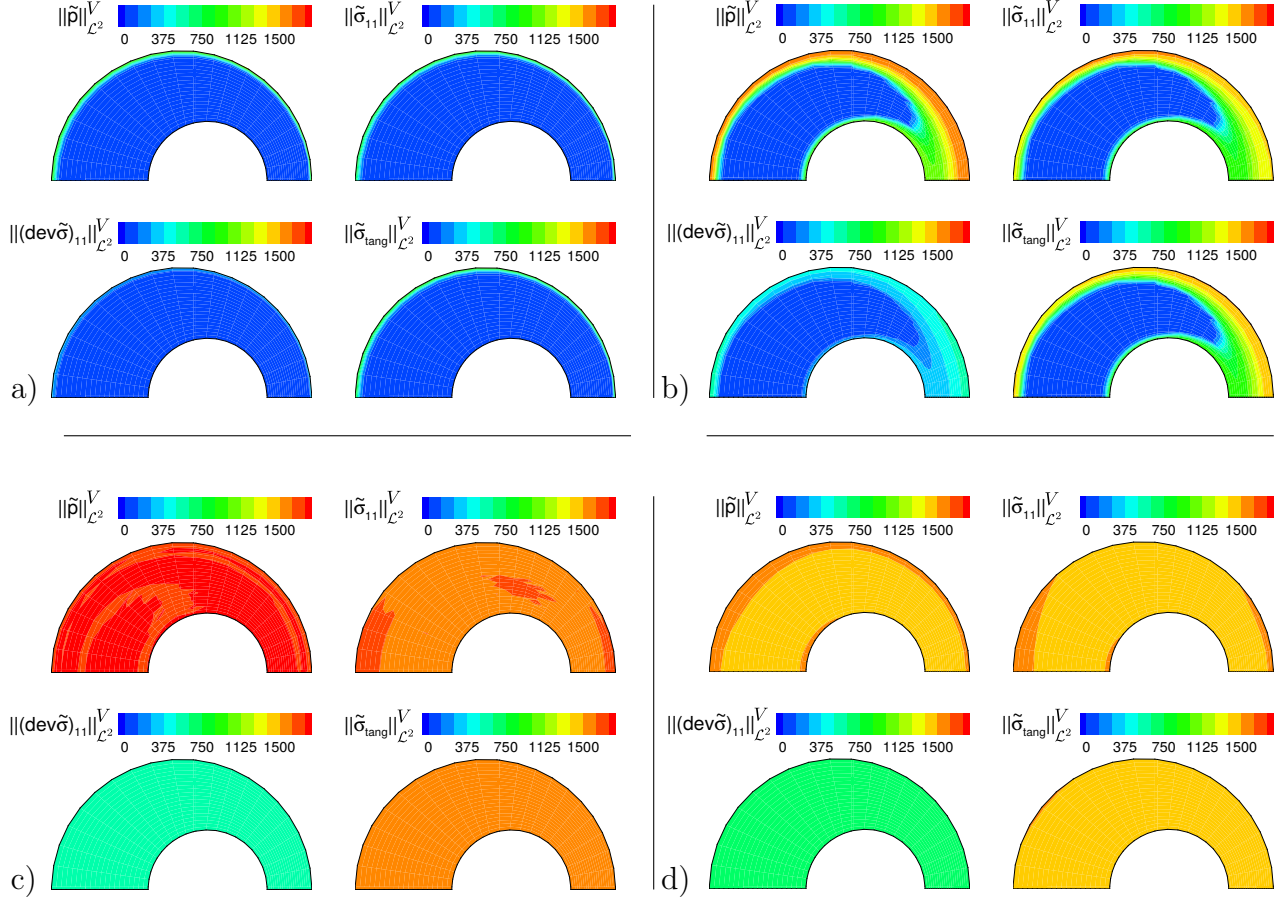 ||p̃||^V_{ℒ²}
0 375 750 1125 1500
||σ̃₁₁||^V_{ℒ²}
0 375 750 1125 1500
||(devσ̃)₁₁||^V_{ℒ²}
0 375 750 1125 1500
||σ̃_tang||^V_{ℒ²}
0 375 750 1125 1500
a)
||p̃||^V_{ℒ²}
0 375 750 1125 1500
||σ̃₁₁||^V_{ℒ²}
0 375 750 1125 1500
||(devσ̃)₁₁||^V_{ℒ²}
0 375 750 1125 1500
||σ̃_tang||^V_{ℒ²}
0 375 750 1125 1500
b)
||p̃||^V_{ℒ²}
0 375 750 1125 1500
||σ̃₁₁||^V_{ℒ²}
0 375 750 1125 1500
||(devσ̃)₁₁||^V_{ℒ²}
0 375 750 1125 1500
||σ̃_tang||^V_{ℒ²}
0 375 750 1125 1500
c)
||p̃||^V_{ℒ²}
0 375 750 1125 1500
||σ̃₁₁||^V_{ℒ²}
0 375 750 1125 1500
||(devσ̃)₁₁||^V_{ℒ²}
0 375 750 1125 1500
||σ̃_tang||^V_{ℒ²}
0 375 750 1125 1500
d)